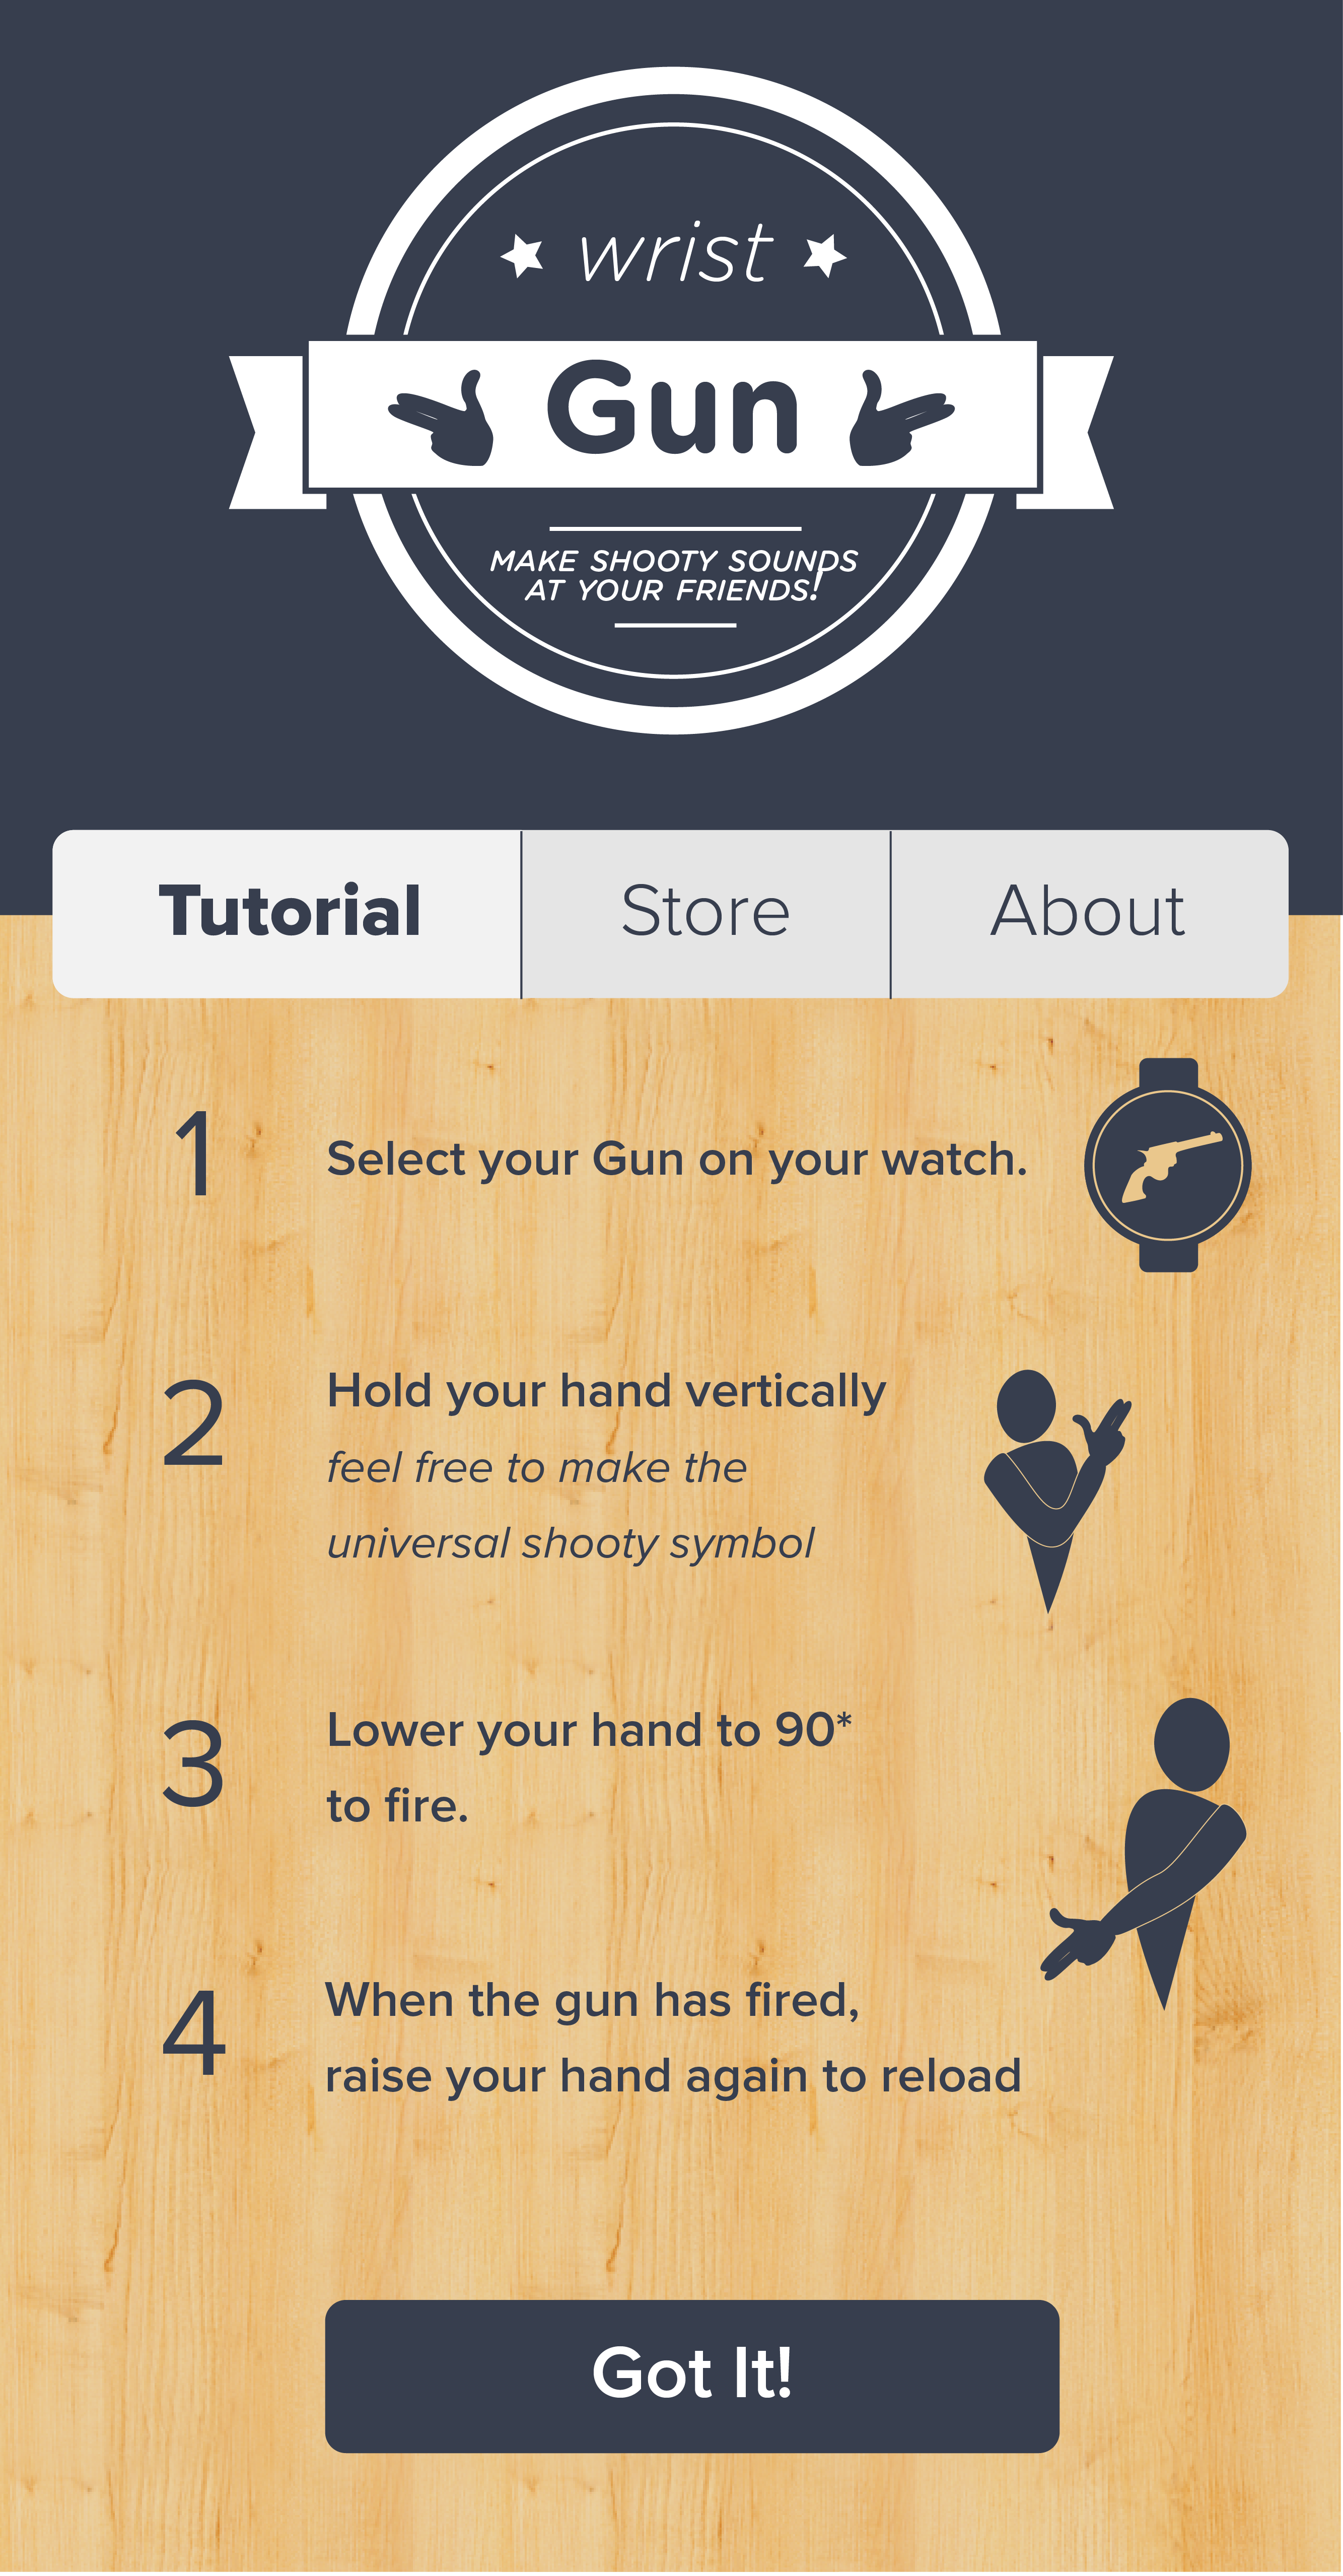 wrist
Gun
MAKE SHOOTY SOUNDS
AT YOUR FRIENDS!
Tutorial
Store
About
1
Select your Gun on your watch.
2
Hold your hand vertically
feel free to make the
universal shooty symbol
3
Lower your hand to 90*
to fire.
4
When the gun has fired,
raise your hand again to reload
Got It!